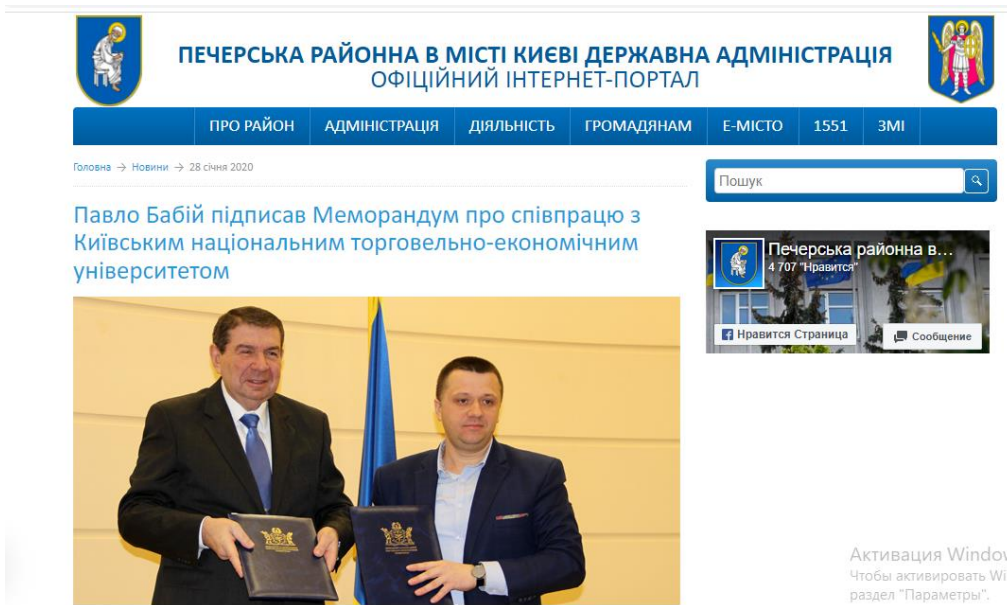 ПЕЧЕРСЬКА РАЙОННА В МІСТІ КИЄВІ ДЕРЖАВНА АДМІНІСТРАЦІЯ
ОФІЦІЙНИЙ ІНТЕРНЕТ-ПОРТАЛ
ПРО РАЙОН АДМІНІСТРАЦІЯ ДІЯЛЬНІСТЬ ГРОМАДЯНАМ Е-МІСТО 1551 ЗМІ
Головна → Новини → 28 січня 2020
Пошук
Павло Бабій підписав Меморандум про співпрацю з
Київським національним торговельно-економічним
університетом
Печерська районна в...
4 707 "Нравится"
Нравится Страница
Сообщение
Активация Window
Чтобы активировать Wi
раздел "Параметры".